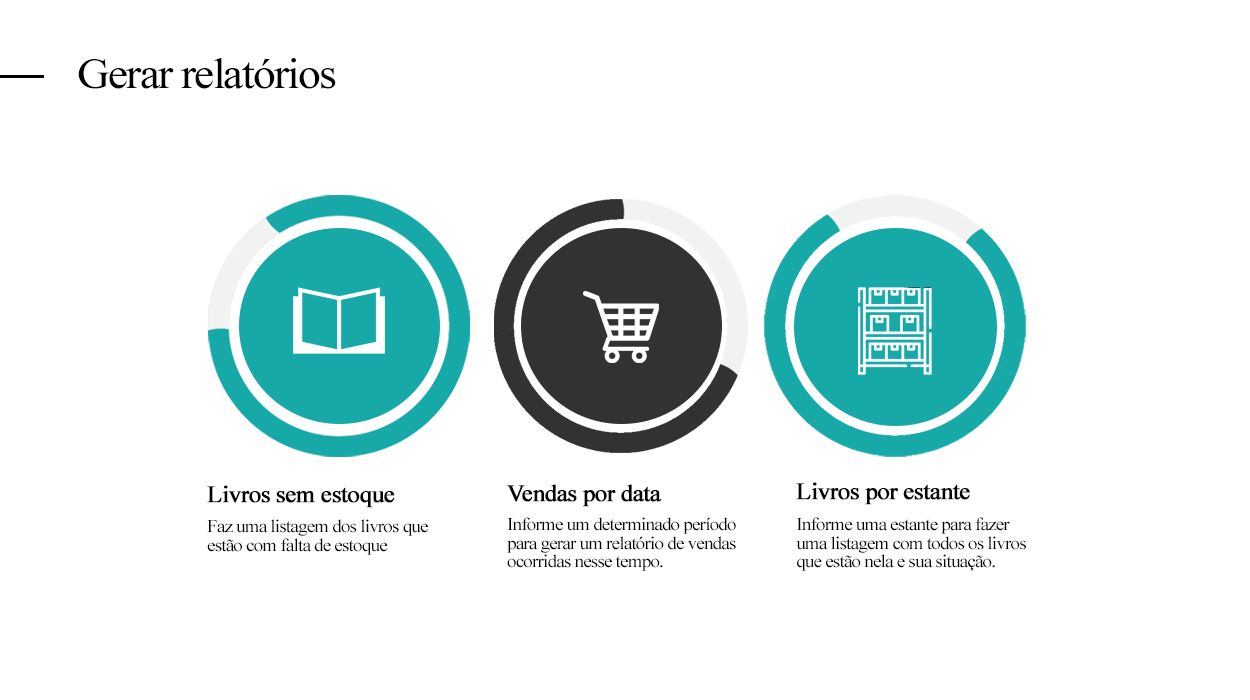 Gerar relatórios
Livros sem estoque
Faz uma listagem dos livros que
estão com falta de estoque
Vendas por data
Informe um determinado período
para gerar um relatório de vendas
ocorridas nesse tempo.
Livros por estante
Informe uma estante para fazer
uma listagem com todos os livros
que estão nela e sua situação.